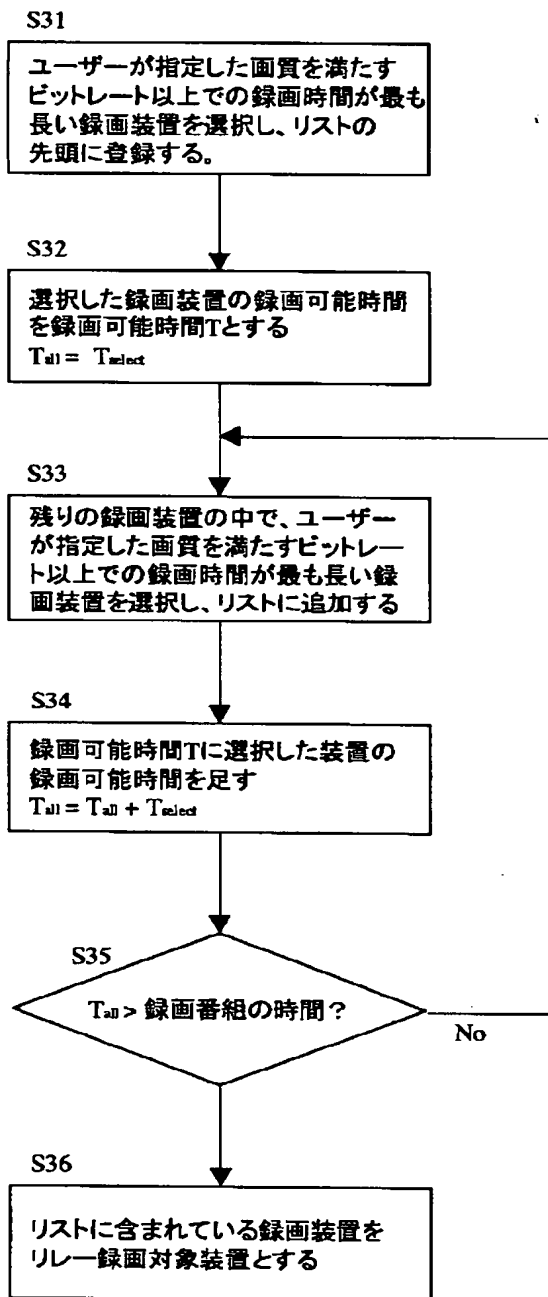 S31
ユーザーが指定した画質を満たす
ビットレート以上での録画時間が最も
長い録画装置を選択し、リストの
先頭に登録する。
S32
選択した録画装置の録画可能時間
を録画可能時間Tとする
Tall = Tselect
S33
残りの録画装置の中で、ユーザー
が指定した画質を満たすビットレー
ト以上での録画時間が最も長い録
画装置を選択し、リストに追加する
S34
録画可能時間Tに選択した装置の
録画可能時間を足す
Tall = Tall + Tselect
S35
Tall > 録画番組の時間？
No
S36
リストに含まれている録画装置を
リレー録画対象装置とする